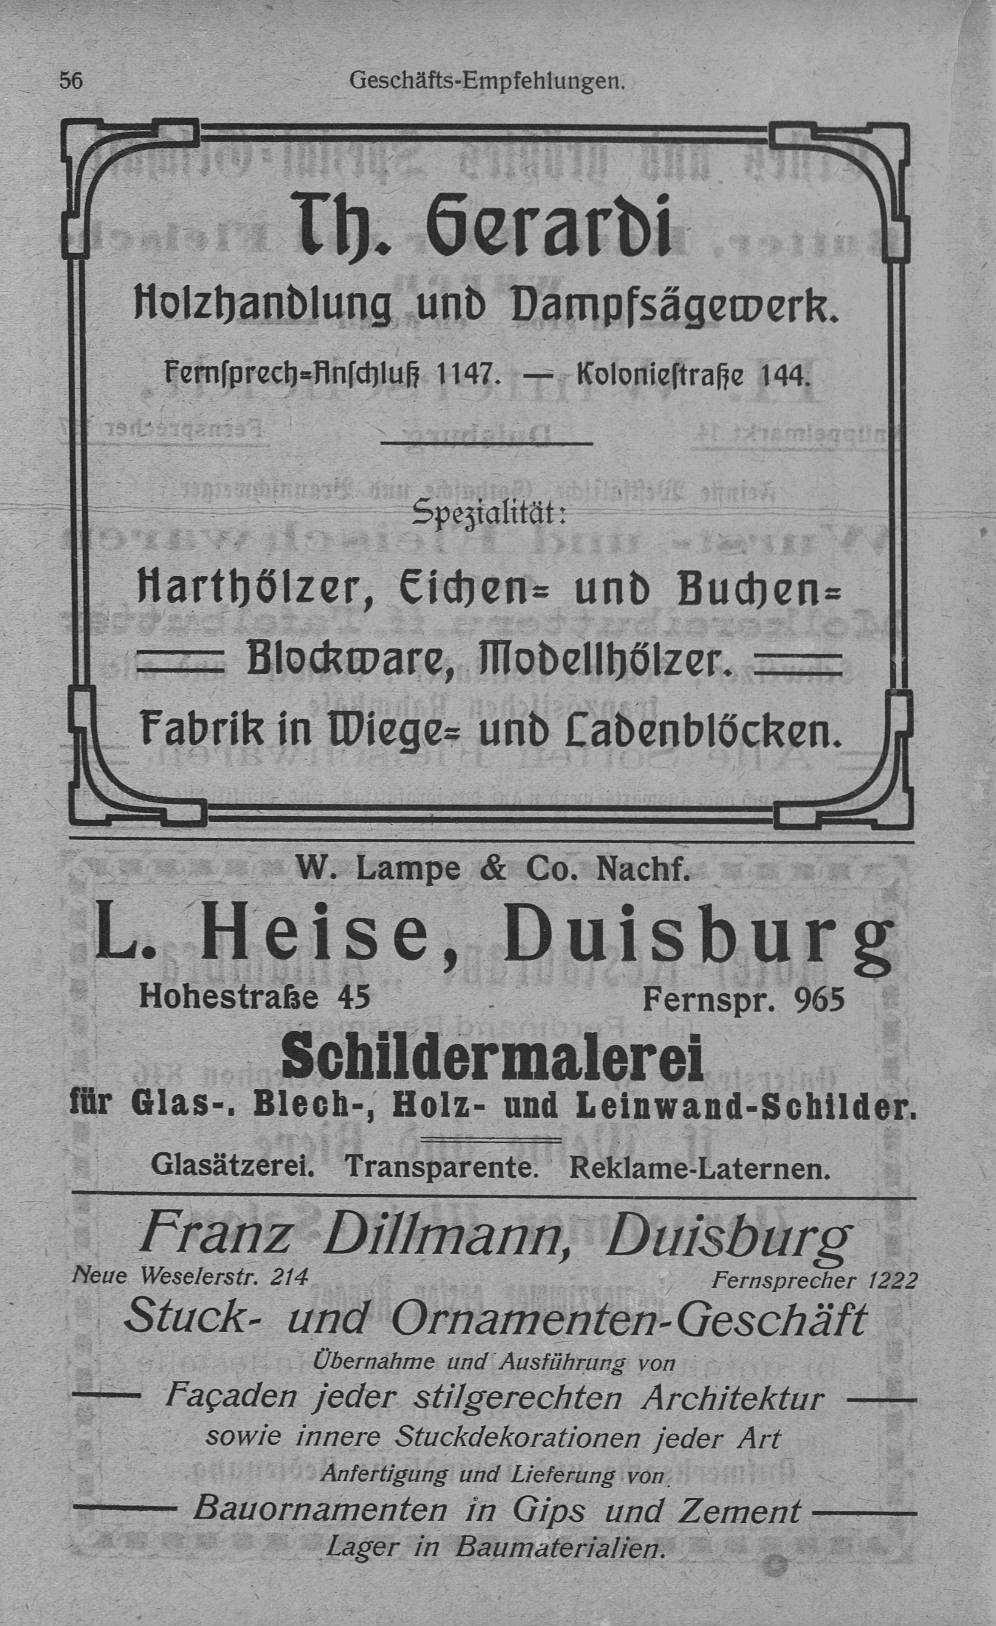 56 Geschäfts-Empfehlungen.
Th. Gerardi
Holzhandlung und Dampfsägewerk.
Fernſprech=Anſchluß 1147. — Kolonieſtraße 144.
Spezialität:
Harthölzer, Eichen= und Buchen=
Blockware, Modellhölzer.
Fabrik in Wiege= und Ladenblöcken.
W. Lampe & Co. Nachf.
L. Heise, Duisburg
Hohestraße 45 Fernspr. 965
Schildermalerei
für Glas-, Blech-, Holz- und Leinwand-Schilder.
Glasätzerei. Transparente. Reklame-Laternen.
Franz Dillmann, Duisburg
Neue Weselerstr. 214 Fernsprecher 1222
Stuck- und Ornamenten-Geschäft
Übernahme und Ausführung von
Façaden jeder stilgerechten Architektur
sowie innere Stuckdekorationen jeder Art
Anfertigung und Lieferung von
Bauornamenten in Gips und Zement
Lager in Baumaterialien.